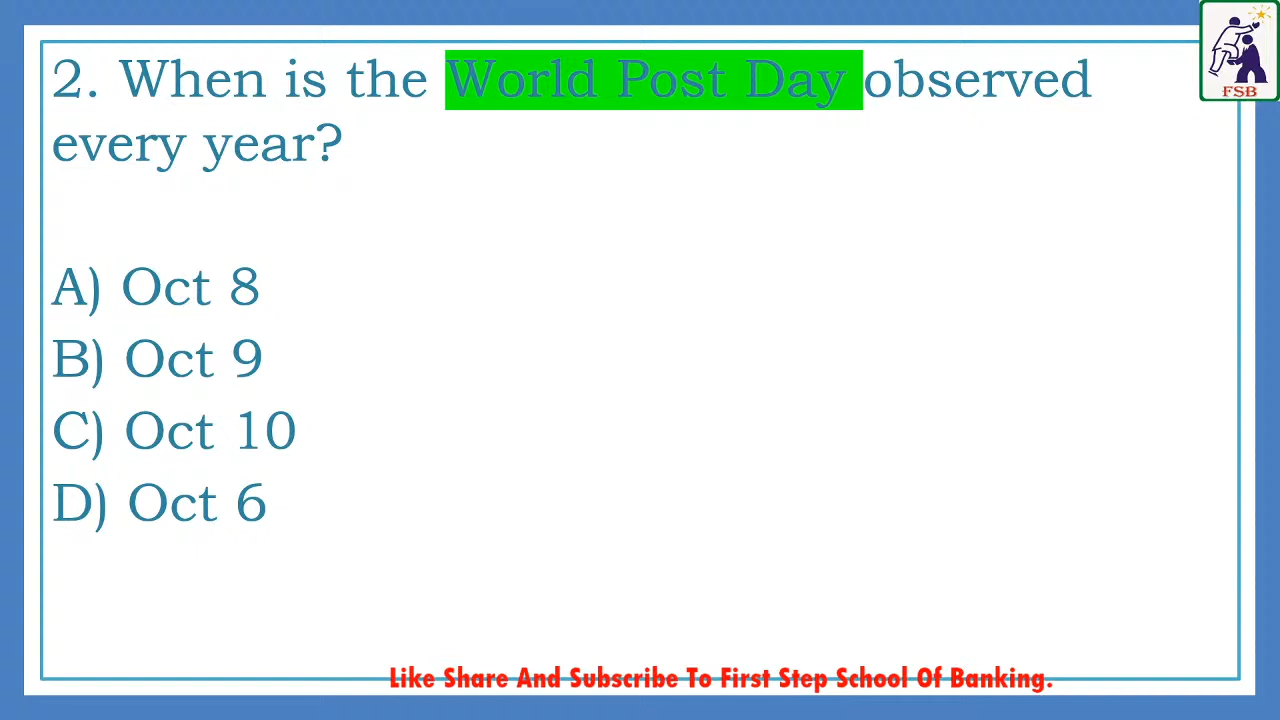 2. When is the World Post Day observed
every year?
A) Oct 8
B) Oct 9
C) Oct 10
D) Oct 6
Like Share And Subscribe To First Step School Of Banking.
FSB